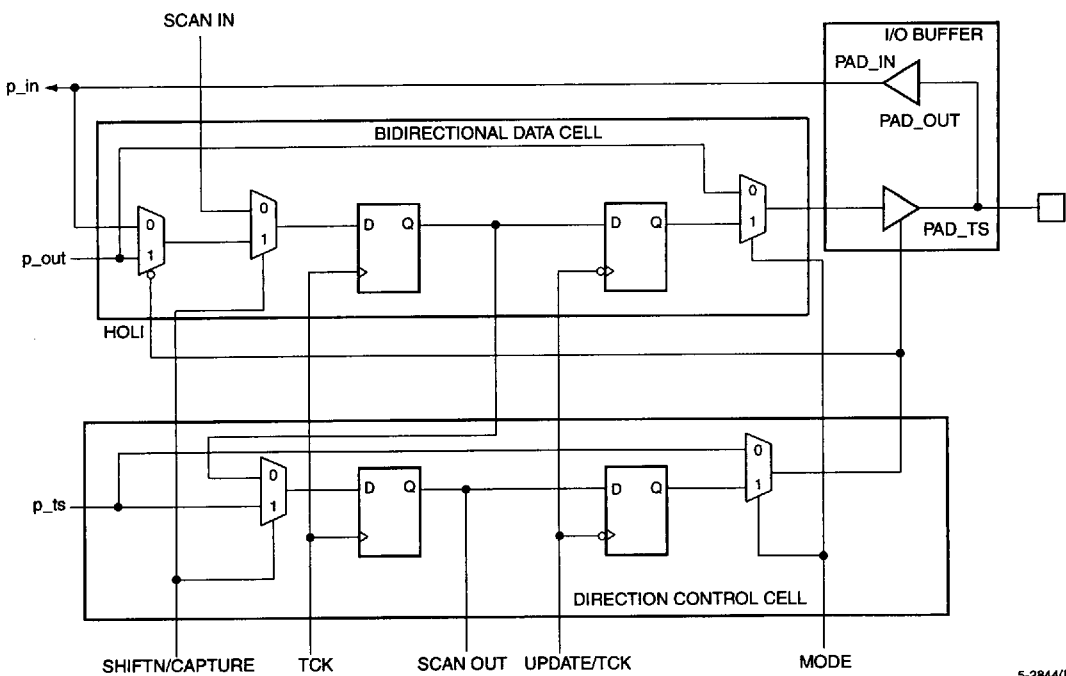 SCAN IN
I/O BUFFER
PAD_IN
p_in
PAD_OUT
BIDIRECTIONAL DATA CELL
0
1
0
1
D Q
D Q
0
1
PAD_TS
p_out
HOLI
0
1
D Q
D Q
0
1
p_ts
DIRECTION CONTROL CELL
SHIFTN/CAPTURE TCK SCAN OUT UPDATE/TCK MODE